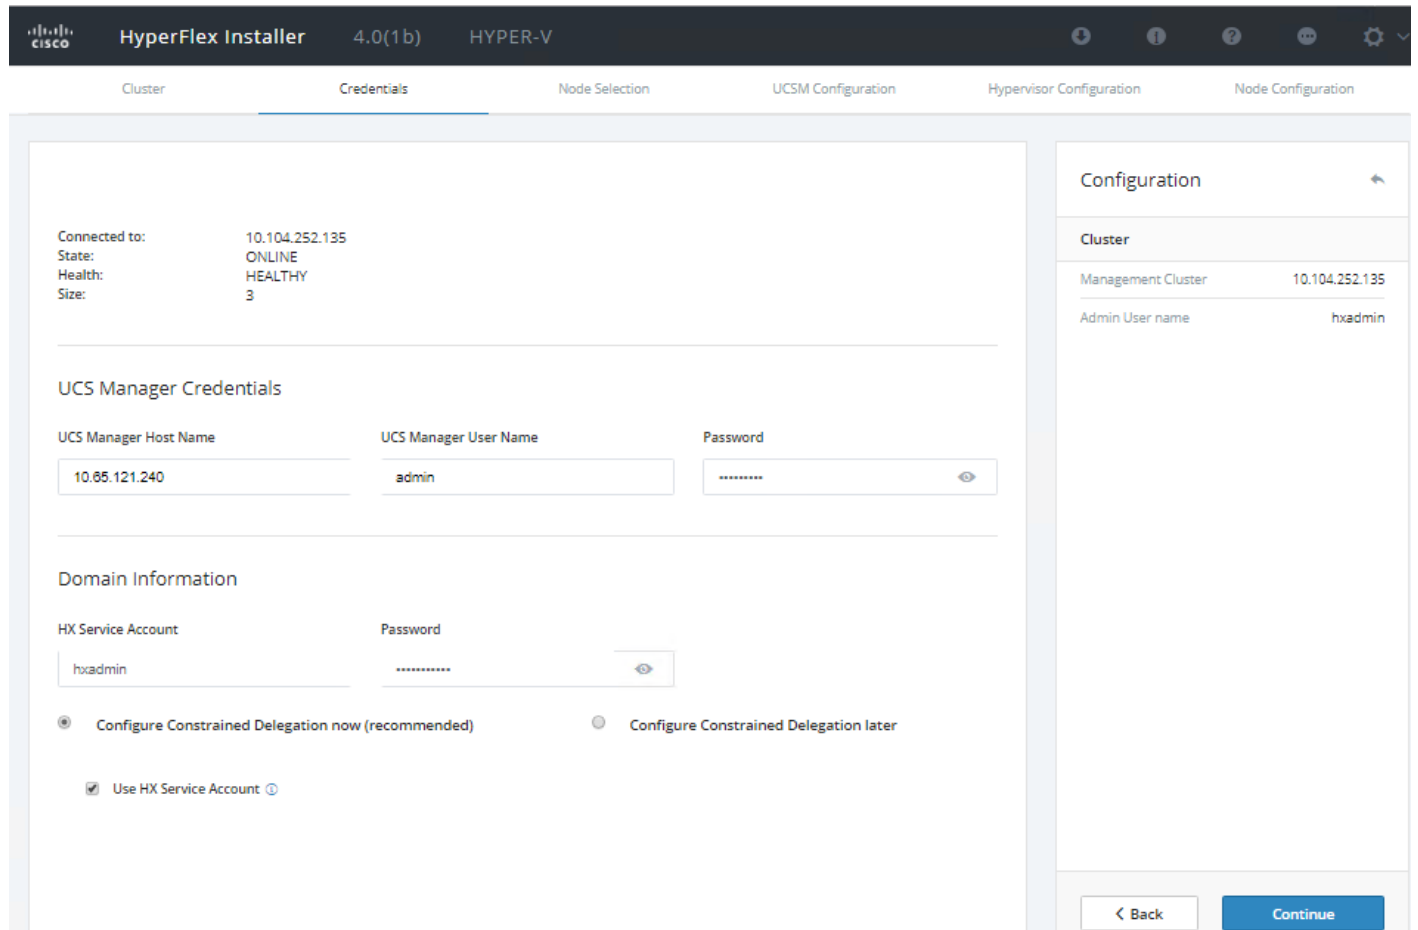 CISCO HyperFlex Installer 4.0(1b) HYPER-V
Cluster Credentials Node Selection UCSM Configuration Hypervisor Configuration Node Configuration
Connected to: 10.104.252.135
State: ONLINE
Health: HEALTHY
Size: 3
UCS Manager Credentials
UCS Manager Host Name UCS Manager User Name Password
10.65.121.240 admin •••••••••
Domain Information
HX Service Account Password
hxadmin •••••••••••
Configure Constrained Delegation now (recommended) Configure Constrained Delegation later
Use HX Service Account
Configuration
Cluster
Management Cluster 10.104.252.135
Admin User name hxadmin
Back Continue